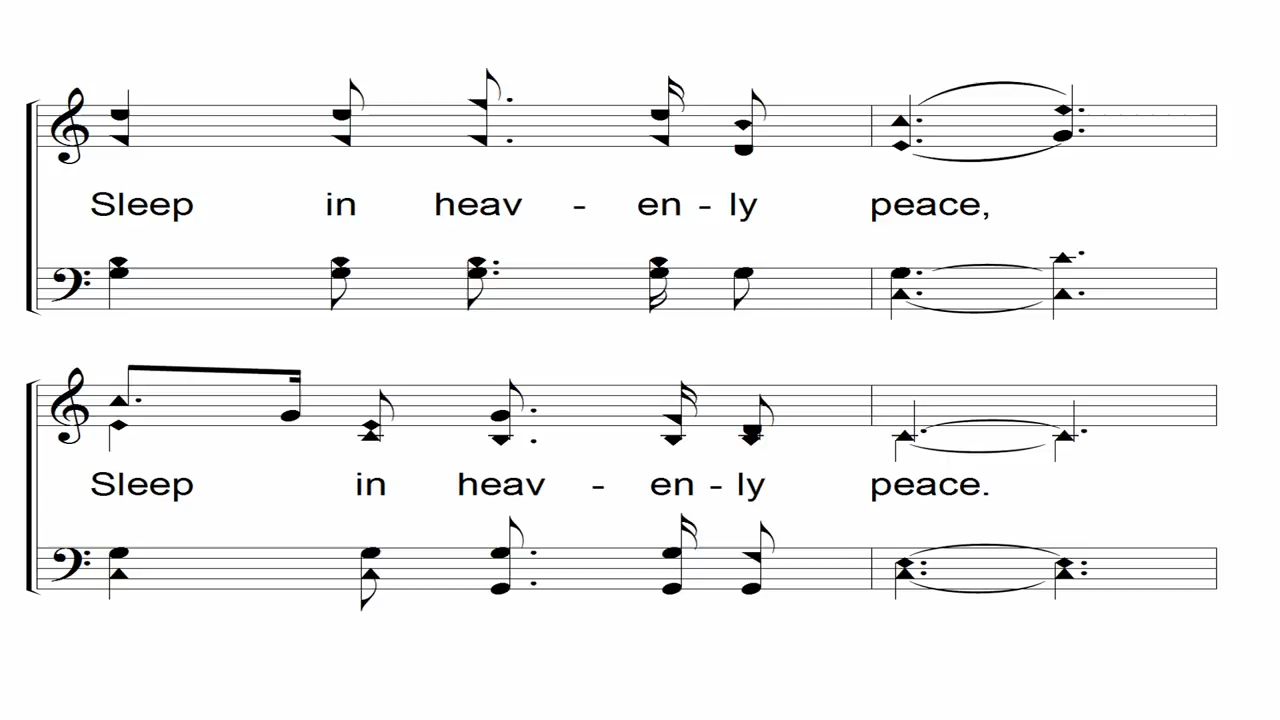 Sleep in heav - en - ly peace,
Sleep in heav - en - ly peace.